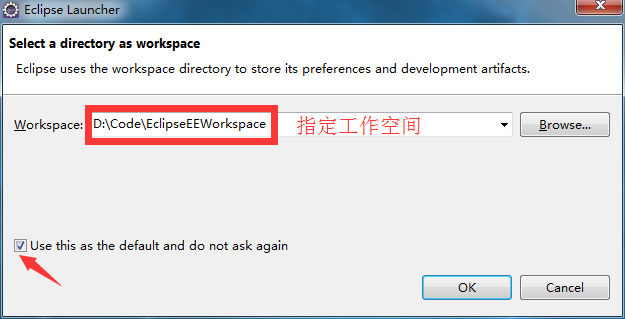 Eclipse Launcher
Select a directory as workspace
Eclipse uses the workspace directory to store its preferences and development artifacts.
Workspace: D:\Code\EclipseEEWorkspace 指定工作空间 Browse...
Use this as the default and do not ask again
OK Cancel